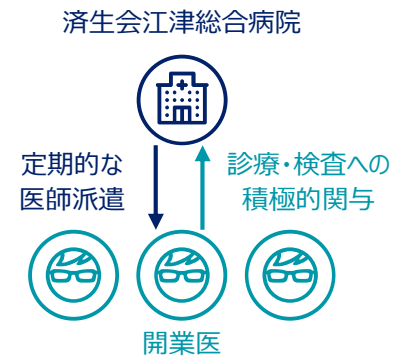 済生会江津総合病院
定期的な
医師派遣
診療・検査への
積極的関与
開業医